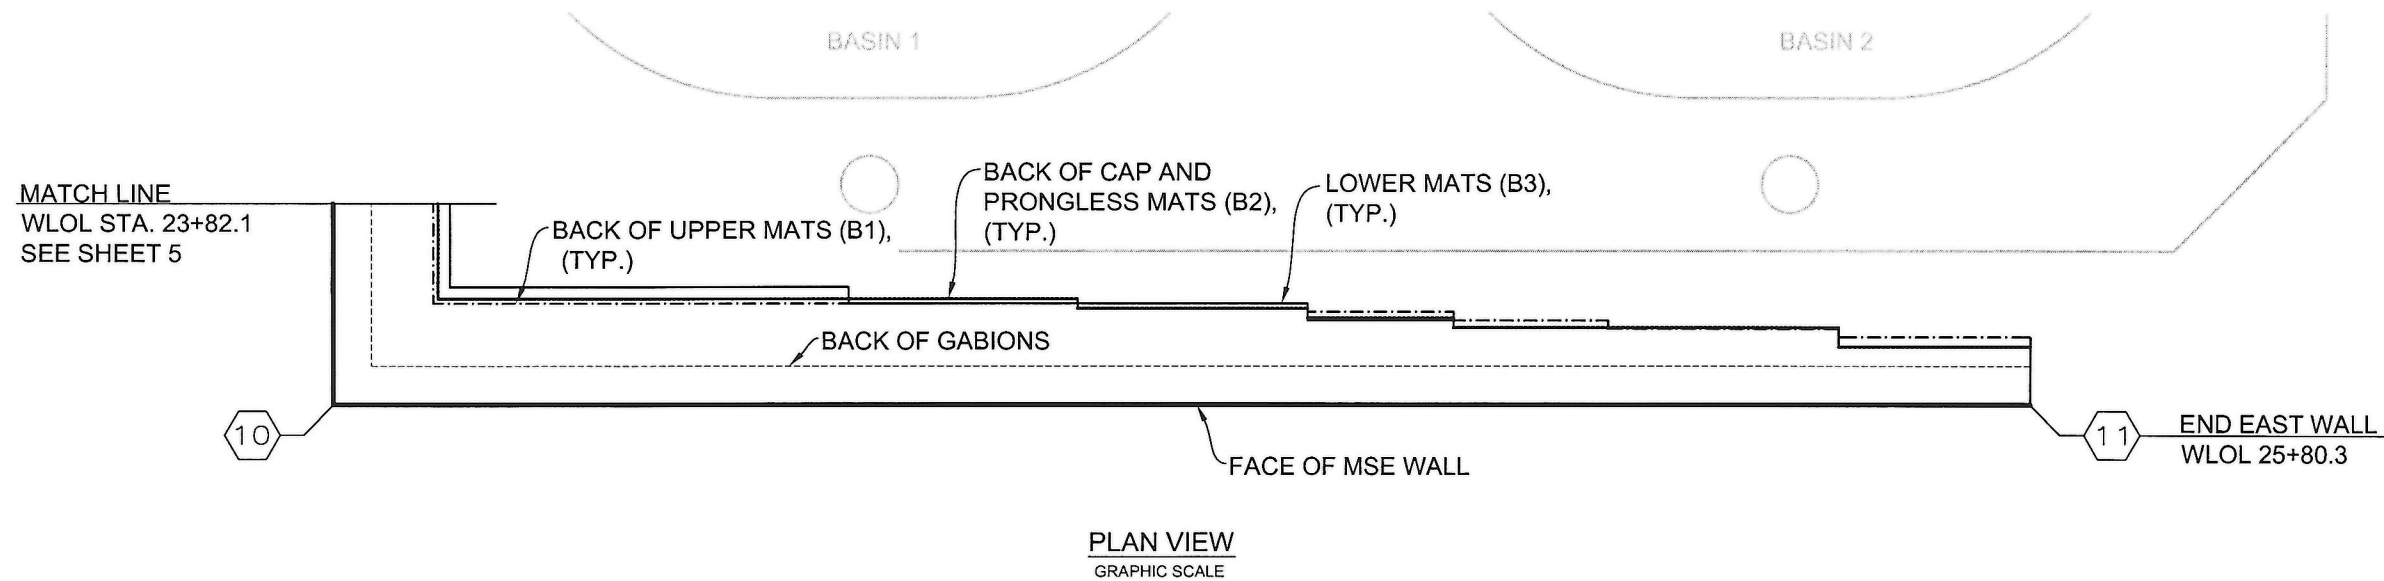 BASIN 1
BASIN 2
MATCH LINE
WLOL STA. 23+82.1
SEE SHEET 5
BACK OF UPPER MATS (B1),
(TYP.)
BACK OF CAP AND
PRONGLESS MATS (B2),
(TYP.)
LOWER MATS (B3),
(TYP.)
BACK OF GABIONS
10
11
END EAST WALL
WLOL 25+80.3
FACE OF MSE WALL
PLAN VIEW
GRAPHIC SCALE